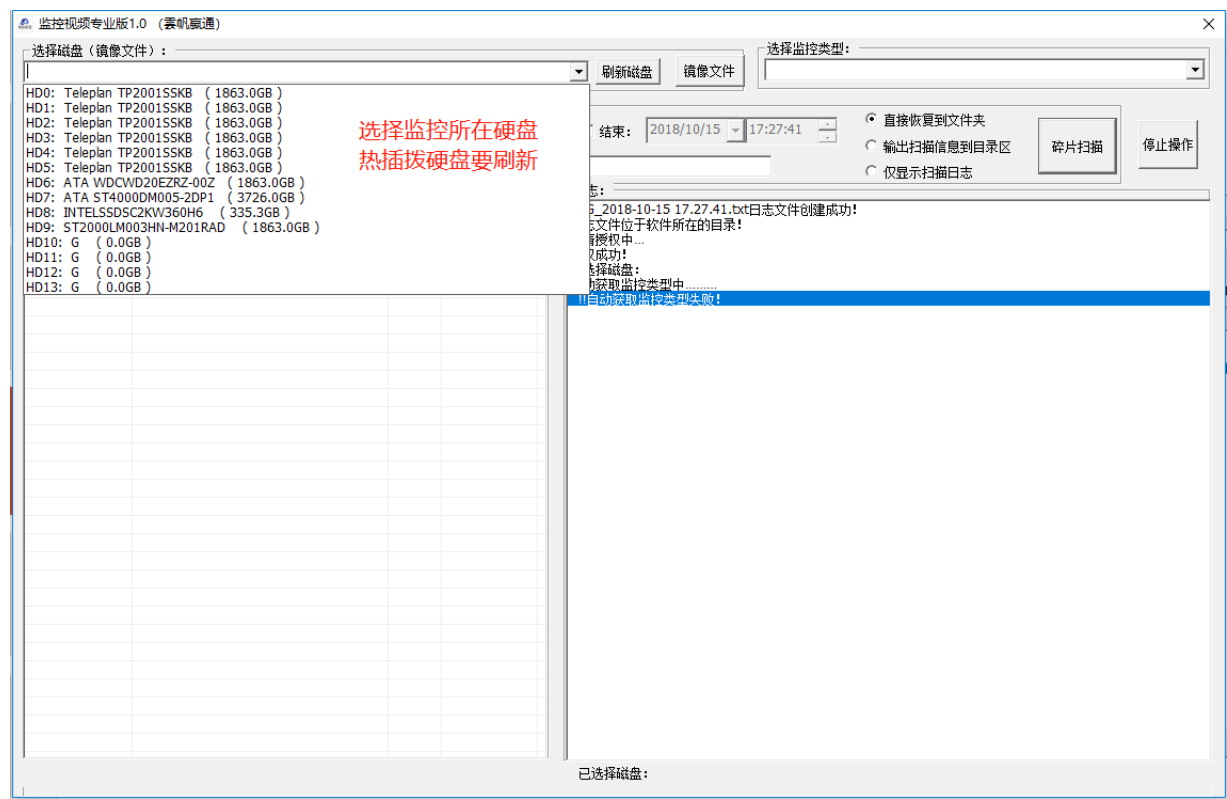 监控视频专业版1.0 (雲帆赢通)
选择磁盘（镜像文件）:
选择监控类型:
刷新磁盘
镜像文件
HD0: Teleplan TP2001SSKB ( 1863.0GB )
HD1: Teleplan TP2001SSKB ( 1863.0GB )
HD2: Teleplan TP2001SSKB ( 1863.0GB )
HD3: Teleplan TP2001SSKB ( 1863.0GB )
HD4: Teleplan TP2001SSKB ( 1863.0GB )
HD5: Teleplan TP2001SSKB ( 1863.0GB )
HD6: ATA WDCWD20EZRZ-00Z ( 1863.0GB )
HD7: ATA ST4000DM005-2DP1 ( 3726.0GB )
HD8: INTELSSDSC2KW360H6 ( 335.3GB )
HD9: ST2000LM003HN-M201RAD ( 1863.0GB )
HD10: G ( 0.0GB )
HD11: G ( 0.0GB )
HD12: G ( 0.0GB )
HD13: G ( 0.0GB )
选择监控所在硬盘
热插拨硬盘要刷新
结束: 2018/10/15 17:27:41
直接恢复到文件夹
输出扫描信息到目录区
仅显示扫描日志
碎片扫描
停止操作
志:
_2018-10-15 17.27.41.txt日志文件创建成功!
文件位于软件所在的目录!
授权中...
成功!
选择磁盘:
获取监控类型中.........
!!自动获取监控类型失败!
已选择磁盘: